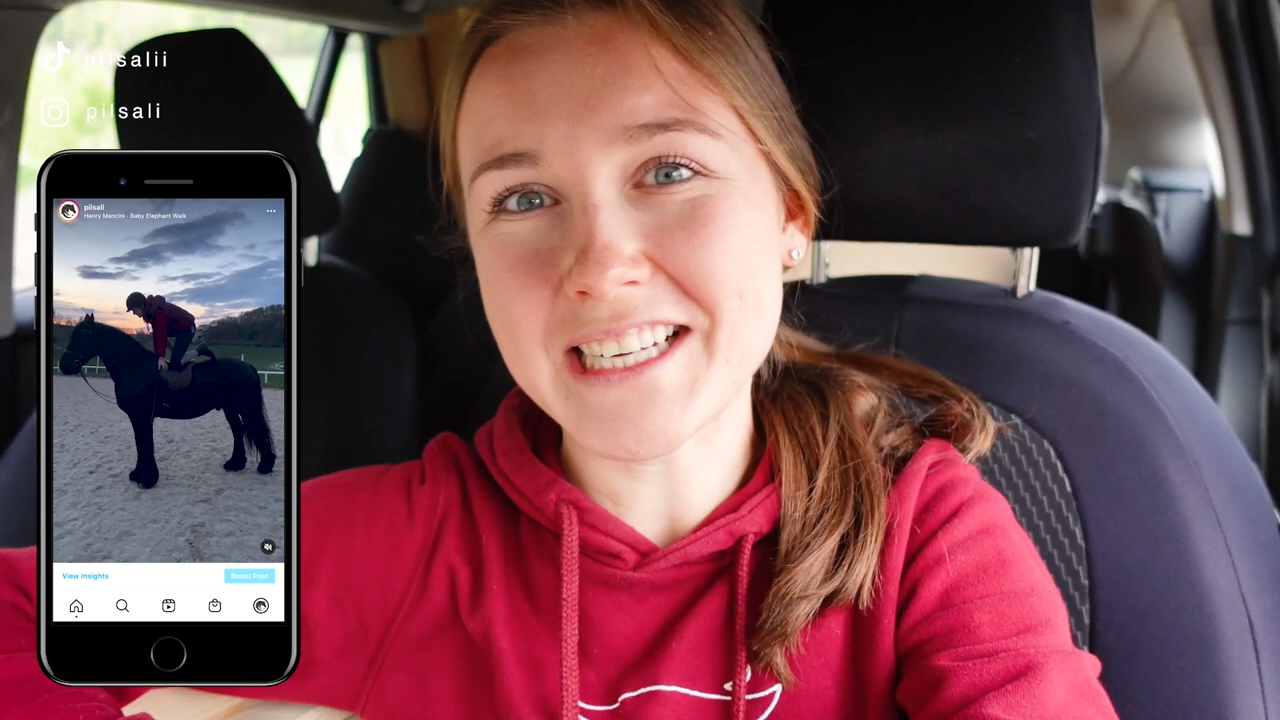 pilsalii
pilsali
pilsali
Henry Mancini · Baby Elephant Walk
View Insights
Boost Post